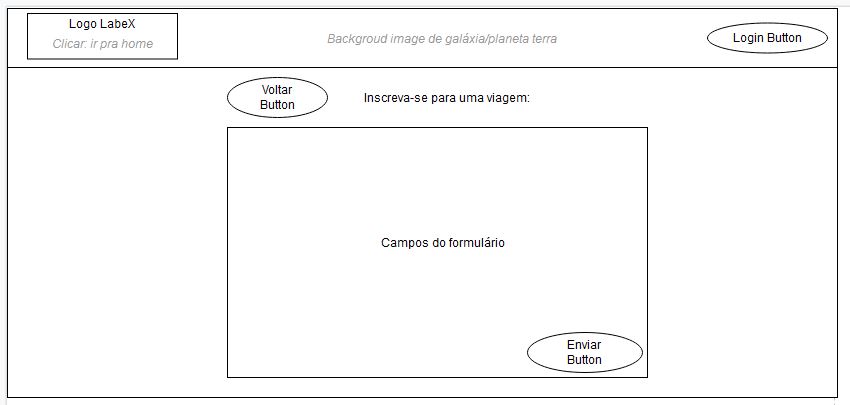 Logo LabeX
Clicar: ir pra home
Backgroud image de galáxia/planeta terra
Login Button
Voltar
Button
Inscreva-se para uma viagem:
Campos do formulário
Enviar
Button